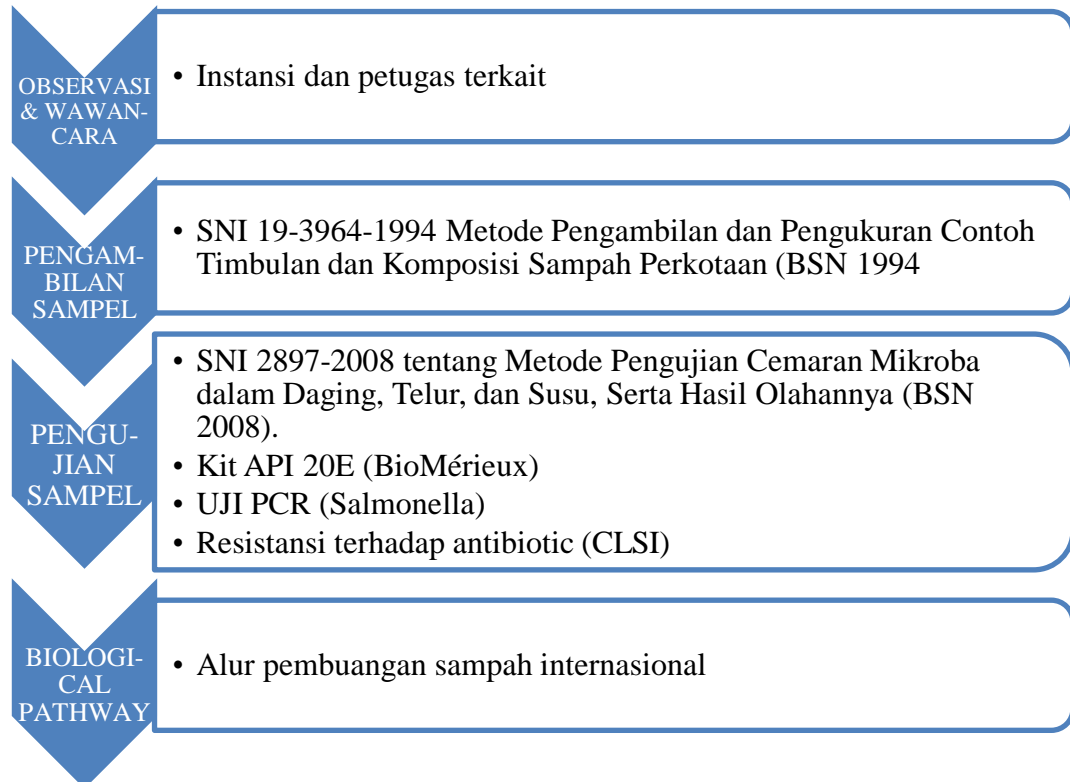 OBSERVASI
& WAWAN-
CARA
• Instansi dan petugas terkait
PENGAM-
BILAN
SAMPEL
• SNI 19-3964-1994 Metode Pengambilan dan Pengukuran Contoh
Timbulan dan Komposisi Sampah Perkotaan (BSN 1994
PENGU-
JIAN
SAMPEL
• SNI 2897-2008 tentang Metode Pengujian Cemaran Mikroba
dalam Daging, Telur, dan Susu, Serta Hasil Olahannya (BSN
2008).
• Kit API 20E (BioMérieux)
• UJI PCR (Salmonella)
• Resistansi terhadap antibiotic (CLSI)
BIOLOGI-
CAL
PATHWAY
• Alur pembuangan sampah internasional